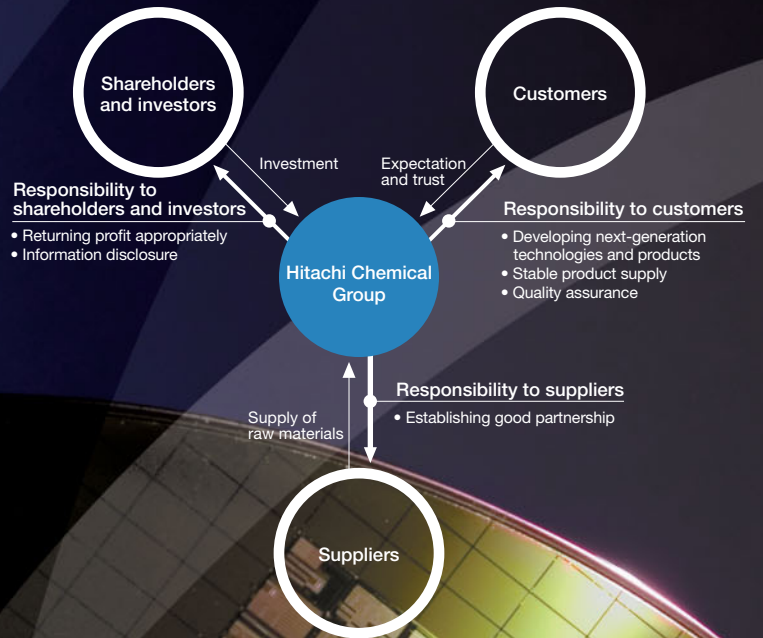 Shareholders
and investors
Customers
Investment
Expectation
and trust
Responsibility to
shareholders and investors
• Returning profit appropriately
• Information disclosure
Responsibility to customers
• Developing next-generation
technologies and products
• Stable product supply
• Quality assurance
Hitachi Chemical
Group
Responsibility to suppliers
• Establishing good partnership
Supply of
raw materials
Suppliers